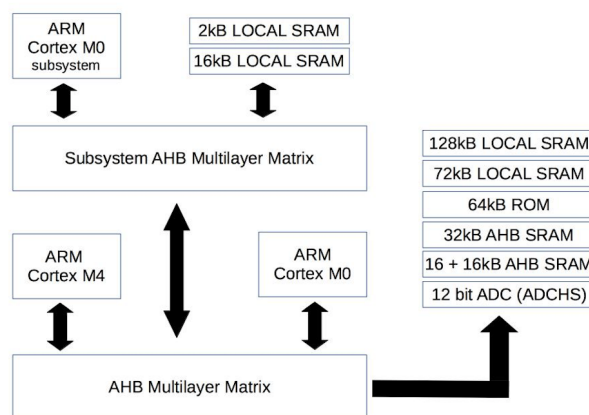 ARM
Cortex M0
subsystem
2kB LOCAL SRAM
16kB LOCAL SRAM
Subsystem AHB Multilayer Matrix
128kB LOCAL SRAM
72kB LOCAL SRAM
64kB ROM
32kB AHB SRAM
16 + 16kB AHB SRAM
12 bit ADC (ADCHS)
ARM
Cortex M4
ARM
Cortex M0
AHB Multilayer Matrix